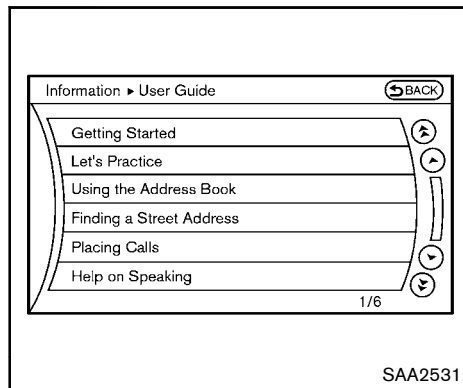 Information ▸ User Guide
BACK
Getting Started
Let's Practice
Using the Address Book
Finding a Street Address
Placing Calls
Help on Speaking
1/6
SAA2531